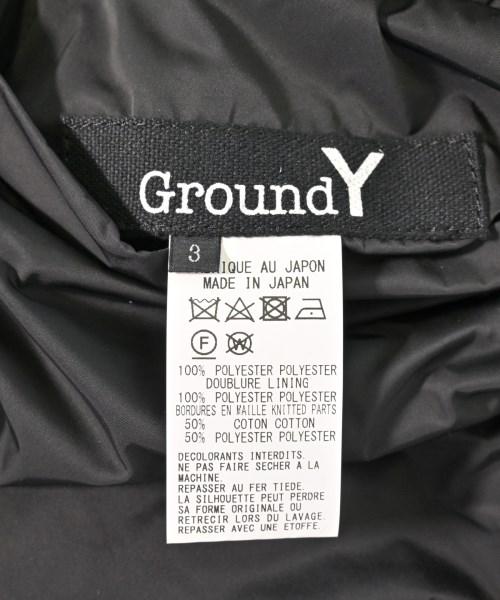 GroundY
3
IQUE AU JAPON
MADE IN JAPAN
F W
100% POLYESTER POLYESTER
DOUBLURE LINING
100% POLYESTER POLYESTER
BORDURES EN MAILLE KNITTED PARTS
50% COTON COTTON
50% POLYESTER POLYESTER
DECOLORANTS INTERDITS.
NE PAS FAIRE SECHER A LA
MACHINE.
REPASSER AU FER TIEDE.
LA SILHOUETTE PEUT PERDRE
SA FORME ORIGINALE OU
RETRECIR LORS DU LAVAGE.
REPASSER AVEC UNE ETOFFE.